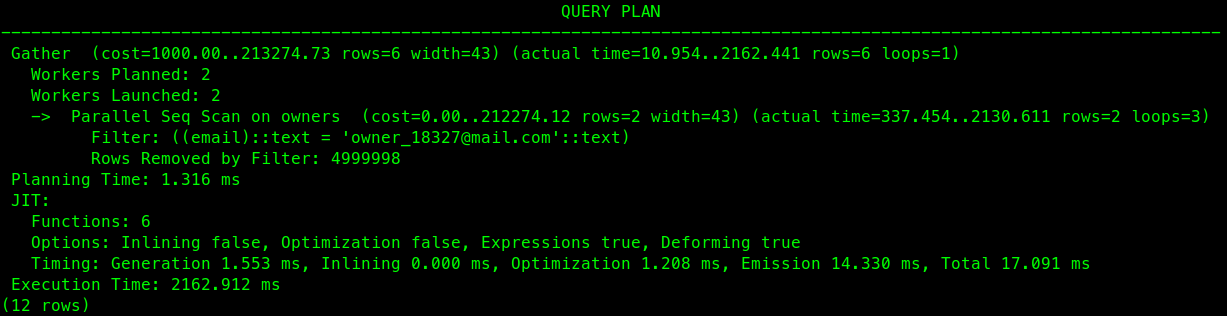 QUERY PLAN
--------------------------------------------------------------------------------------------------------------------------
Gather  (cost=1000.00..213274.73 rows=6 width=43) (actual time=10.954..2162.441 rows=6 loops=1)
  Workers Planned: 2
  Workers Launched: 2
  ->  Parallel Seq Scan on owners  (cost=0.00..212274.12 rows=2 width=43) (actual time=337.454..2130.611 rows=2 loops=3)
        Filter: ((email)::text = 'owner_18327@mail.com'::text)
        Rows Removed by Filter: 4999998
Planning Time: 1.316 ms
JIT:
  Functions: 6
  Options: Inlining false, Optimization false, Expressions true, Deforming true
  Timing: Generation 1.553 ms, Inlining 0.000 ms, Optimization 1.208 ms, Emission 14.330 ms, Total 17.091 ms
Execution Time: 2162.912 ms
(12 rows)